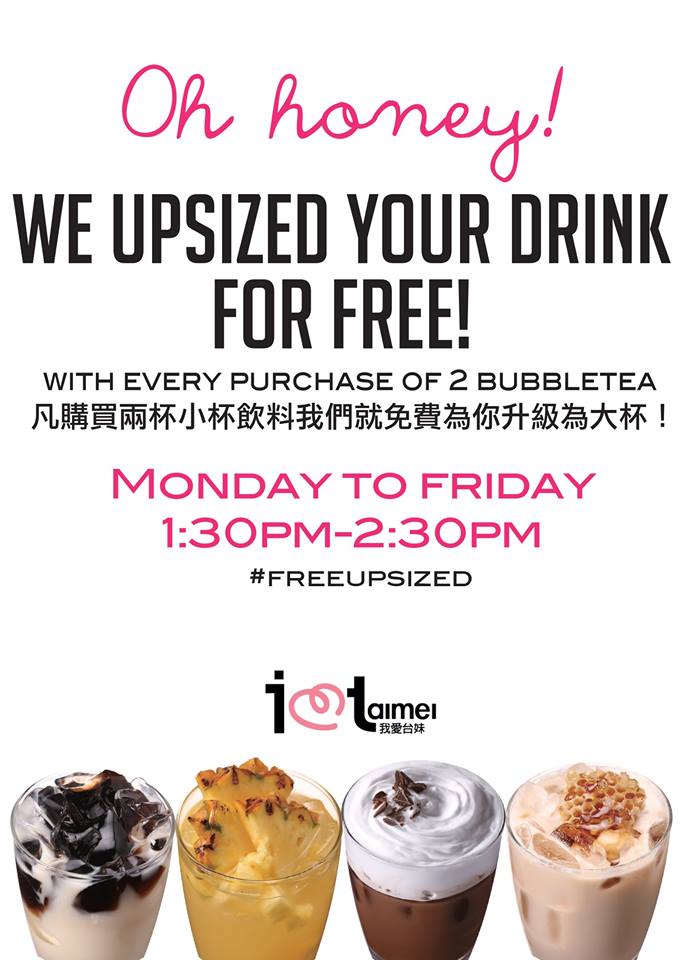 Oh honey!
WE UPSIZED YOUR DRINK
FOR FREE!
WITH EVERY PURCHASE OF 2 BUBBLETEA
凡購買兩杯小杯飲料我們就免費為你升級為大杯！
MONDAY TO FRIDAY
1:30PM-2:30PM
#FREEUPSIZED
i taimei
我愛台妹